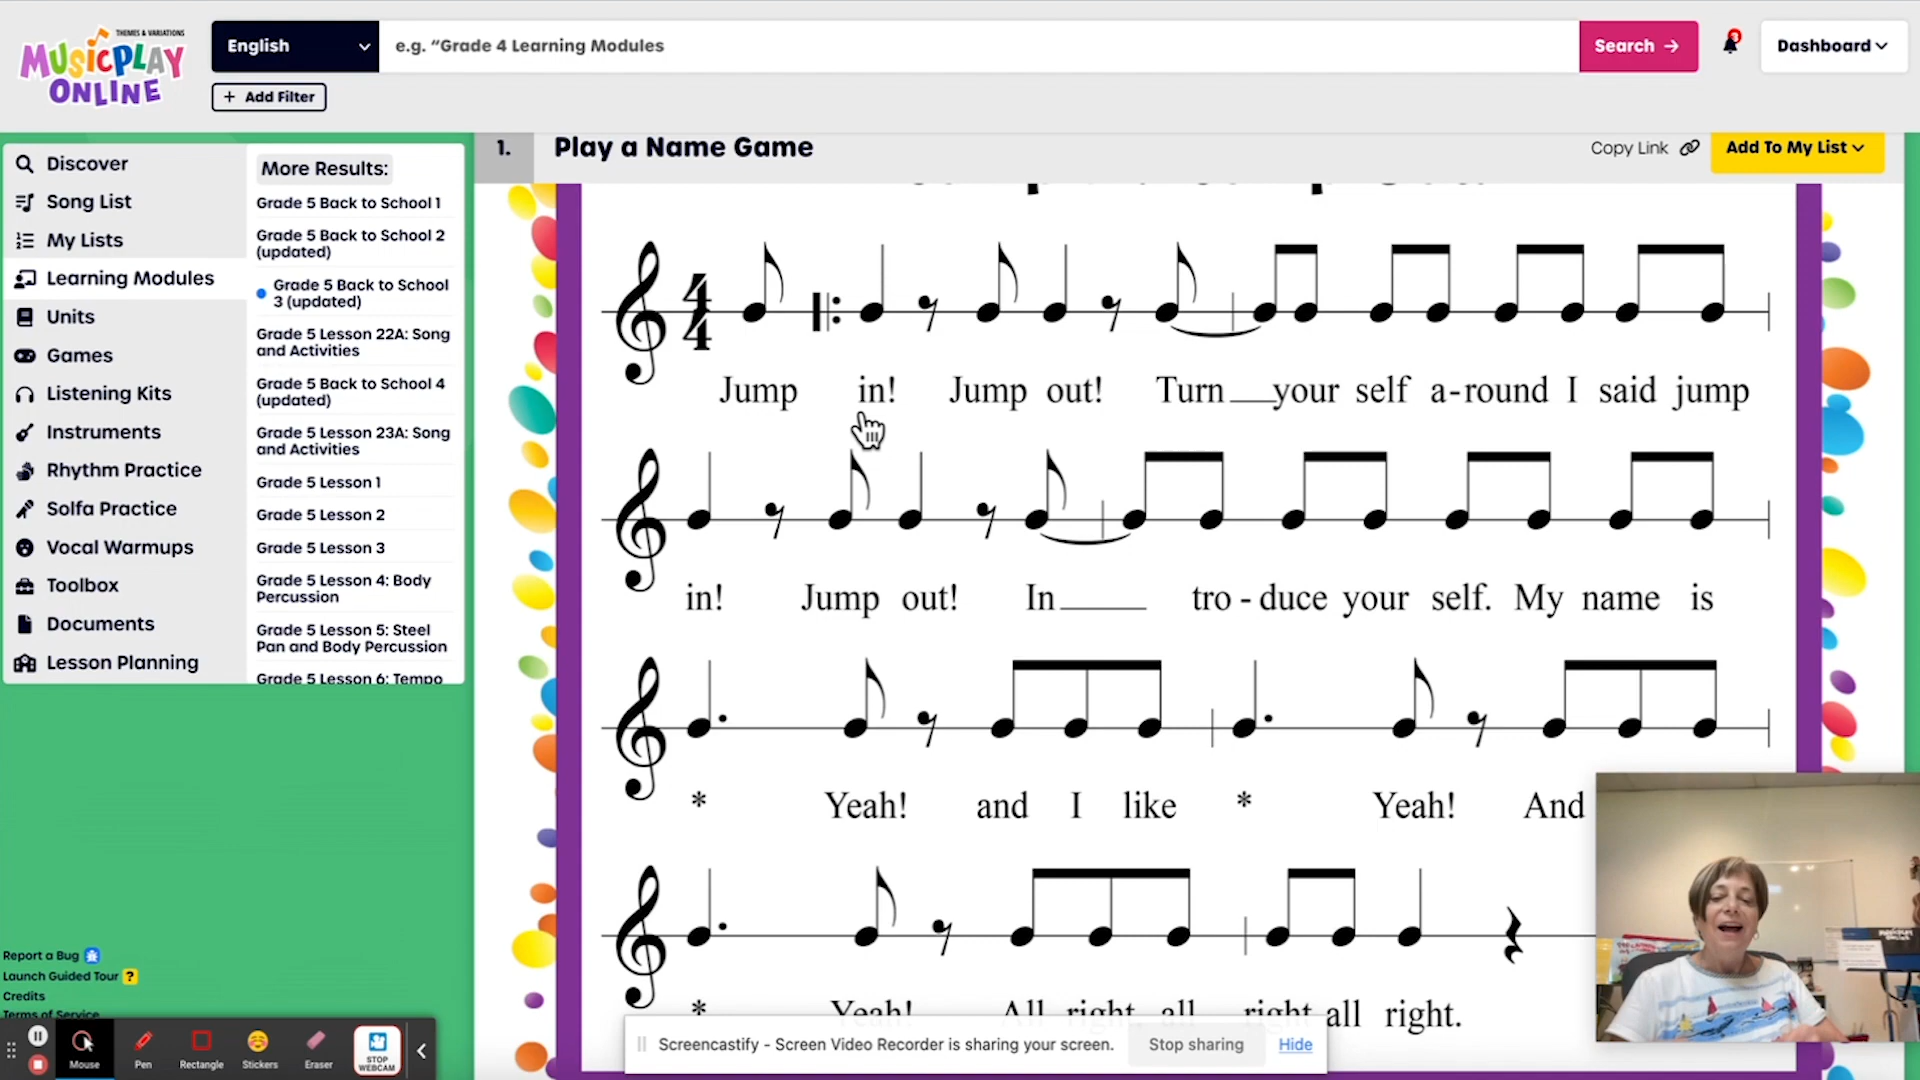 THEMES & VARIATIONS
MUSICPLAY
ONLINE
English
e.g. “Grade 4 Learning Modules
Search →
3
Dashboard
+ Add Filter
Discover
Song List
My Lists
Learning Modules
Units
Games
Listening Kits
Instruments
Rhythm Practice
Solfa Practice
Vocal Warmups
Toolbox
Documents
Lesson Planning
More Results:
Grade 5 Back to School 1
Grade 5 Back to School 2
(updated)
Grade 5 Back to School
3 (updated)
Grade 5 Lesson 22A: Song
and Activities
Grade 5 Back to School 4
(updated)
Grade 5 Lesson 23A: Song
and Activities
Grade 5 Lesson 1
Grade 5 Lesson 2
Grade 5 Lesson 3
Grade 5 Lesson 4: Body
Percussion
Grade 5 Lesson 5: Steel
Pan and Body Percussion
Grade 5 Lesson 6: Tempo
1.
Play a Name Game
Copy Link
Add To My List
4
4
Jump in! Jump out! Turn___your self a-round I said jump
in! Jump out! In_____ tro - duce your self. My name is
* Yeah! and I like * Yeah! And
* Yeah! All right, all right all right.
Report a Bug
Launch Guided Tour ?
Credits
Terms of Service
Mouse
Pen
Rectangle
Stickers
Eraser
STOP
WEBCAM
Screencastify - Screen Video Recorder is sharing your screen.
Stop sharing
Hide